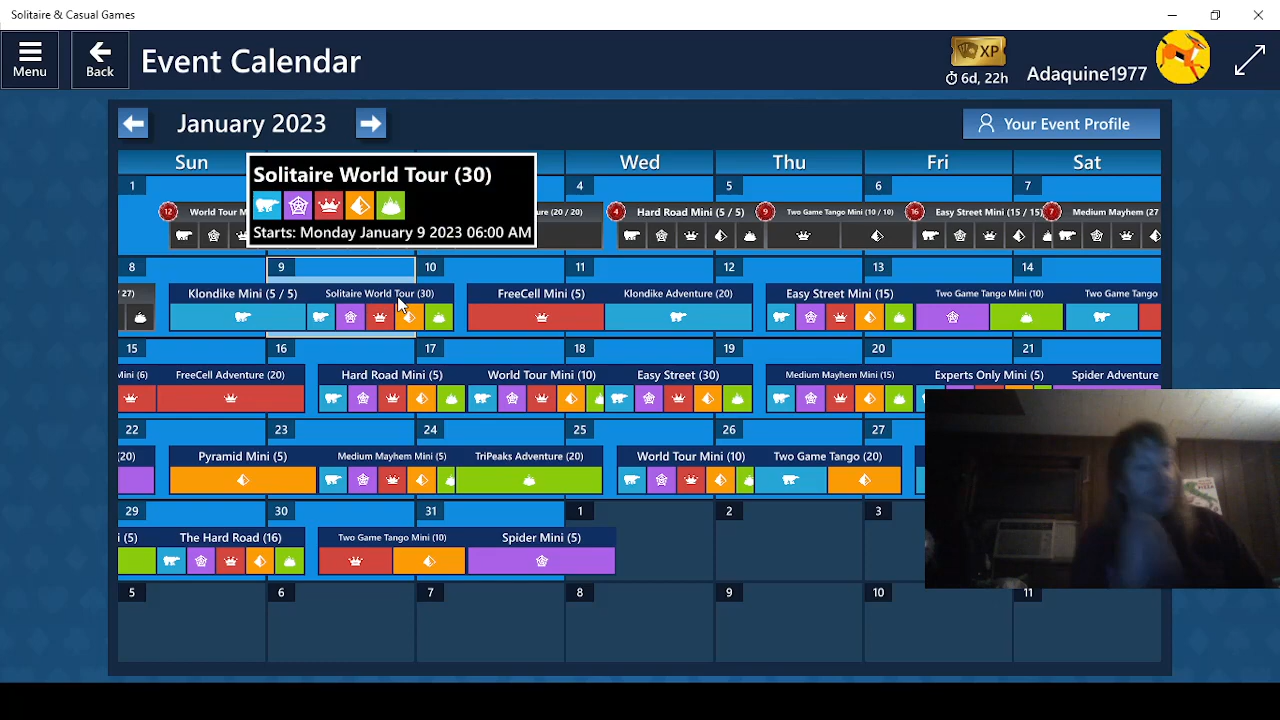 Solitaire & Casual Games
Menu
Back
Event Calendar
XP
6d, 22h
Adaquine1977
January 2023
Your Event Profile
Sun
Wed
Thu
Fri
Sat
Solitaire World Tour (30)
Starts: Monday January 9 2023 06:00 AM
1
4
5
6
7
12
World Tour M
ure (20 / 20)
4
Hard Road Mini (5 / 5)
9
Two Game Tango Mini (10 / 10)
16
Easy Street Mini (15 / 15)
7
Medium Mayhem (27
8
9
10
11
12
13
14
/ 27)
Klondike Mini (5 / 5)
Solitaire World Tour (30)
FreeCell Mini (5)
Klondike Adventure (20)
Easy Street Mini (15)
Two Game Tango Mini (10)
Two Game Tango
15
16
17
18
19
20
21
Mini (6)
FreeCell Adventure (20)
Hard Road Mini (5)
World Tour Mini (10)
Easy Street (30)
Medium Mayhem Mini (15)
Experts Only Mini (5)
Spider Adventure
22
23
24
25
26
27
(20)
Pyramid Mini (5)
Medium Mayhem Mini (5)
TriPeaks Adventure (20)
World Tour Mini (10)
Two Game Tango (20)
29
30
31
1
2
3
i (5)
The Hard Road (16)
Two Game Tango Mini (10)
Spider Mini (5)
5
6
7
8
9
10
11